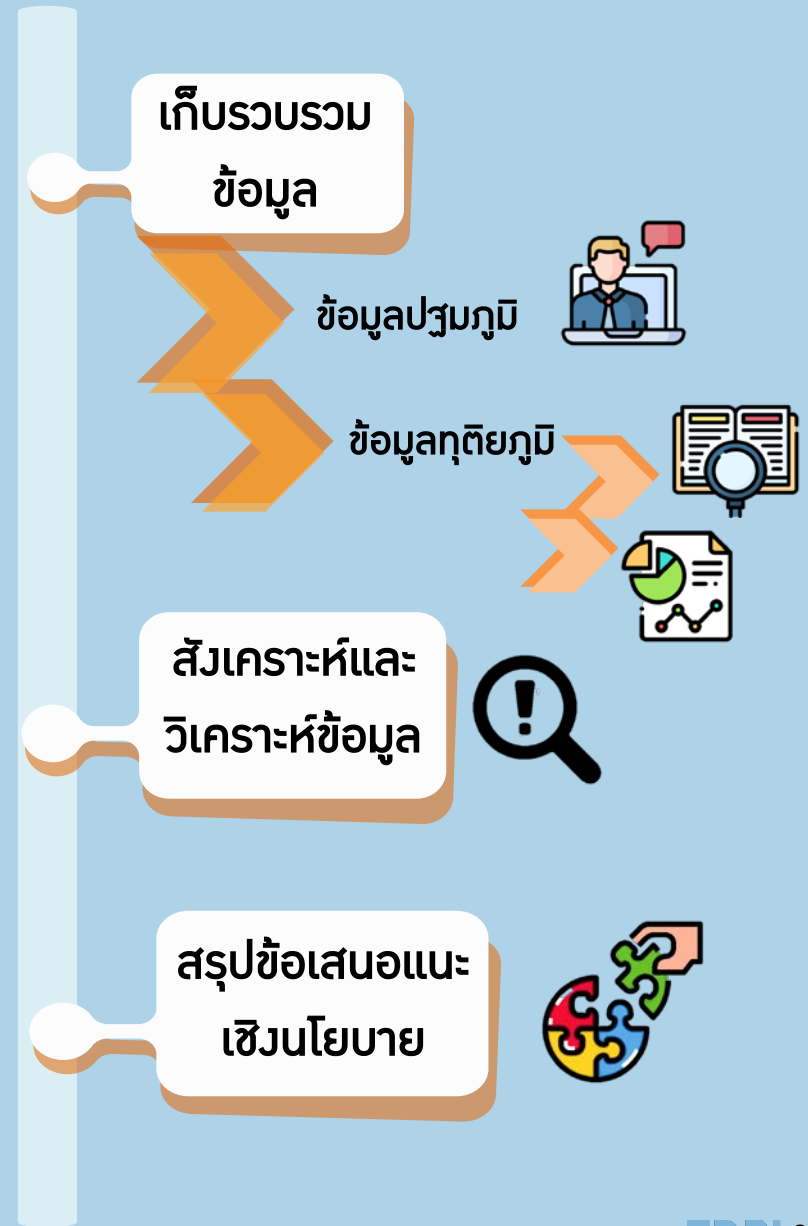 เก็บรวบรวม
ข้อมูล
ข้อมูลปฐมภูมิ
ข้อมูลทุติยภูมิ
สังเคราะห์และ
วิเคราะห์ข้อมูล
สรุปข้อเสนอแนะ
เชิงนโยบาย